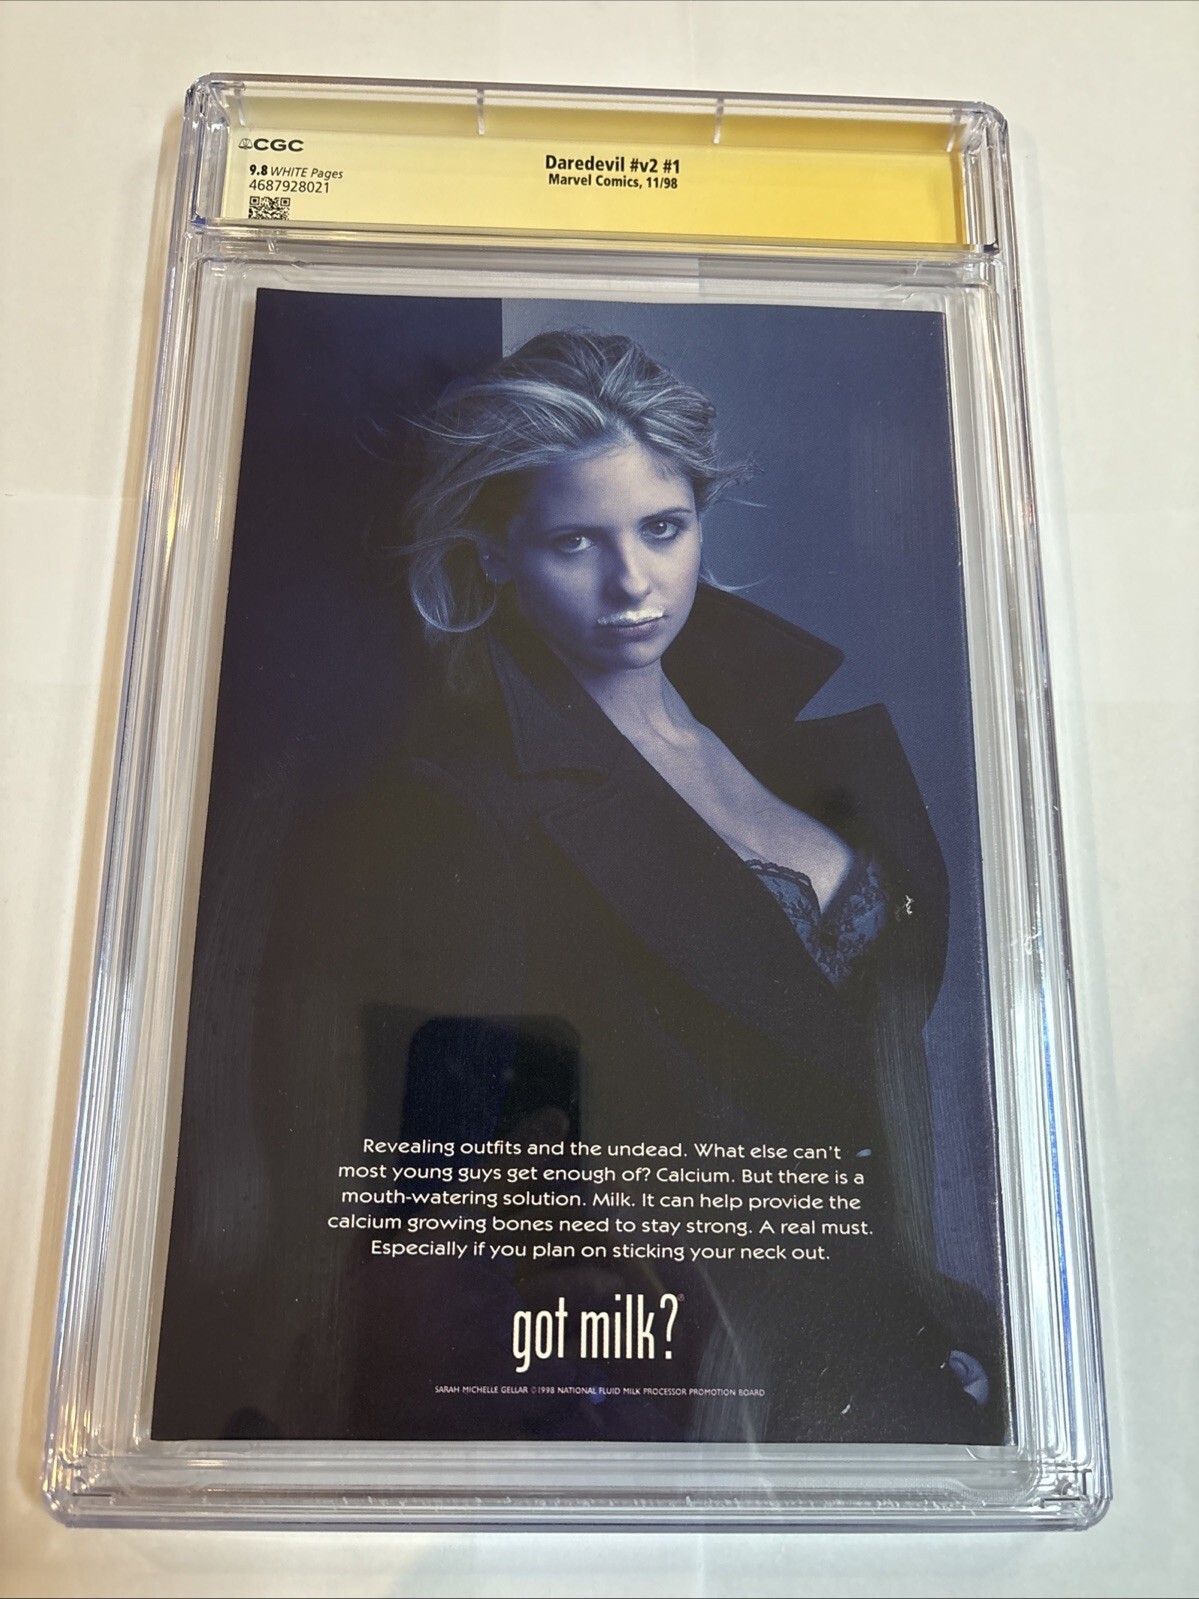 CGC
9.8 WHITE Pages
4687928021
Daredevil #v2 #1
Marvel Comics, 11/98
Revealing outfits and the undead. What else can't
most young guys get enough of? Calcium. But there is a
mouth-watering solution. Milk. It can help provide the
calcium growing bones need to stay strong. A real must.
Especially if you plan on sticking your neck out.
got milk?®
SARAH MICHELLE GELLAR ©1998 NATIONAL FLUID MILK PROCESSOR PROMOTION BOARD